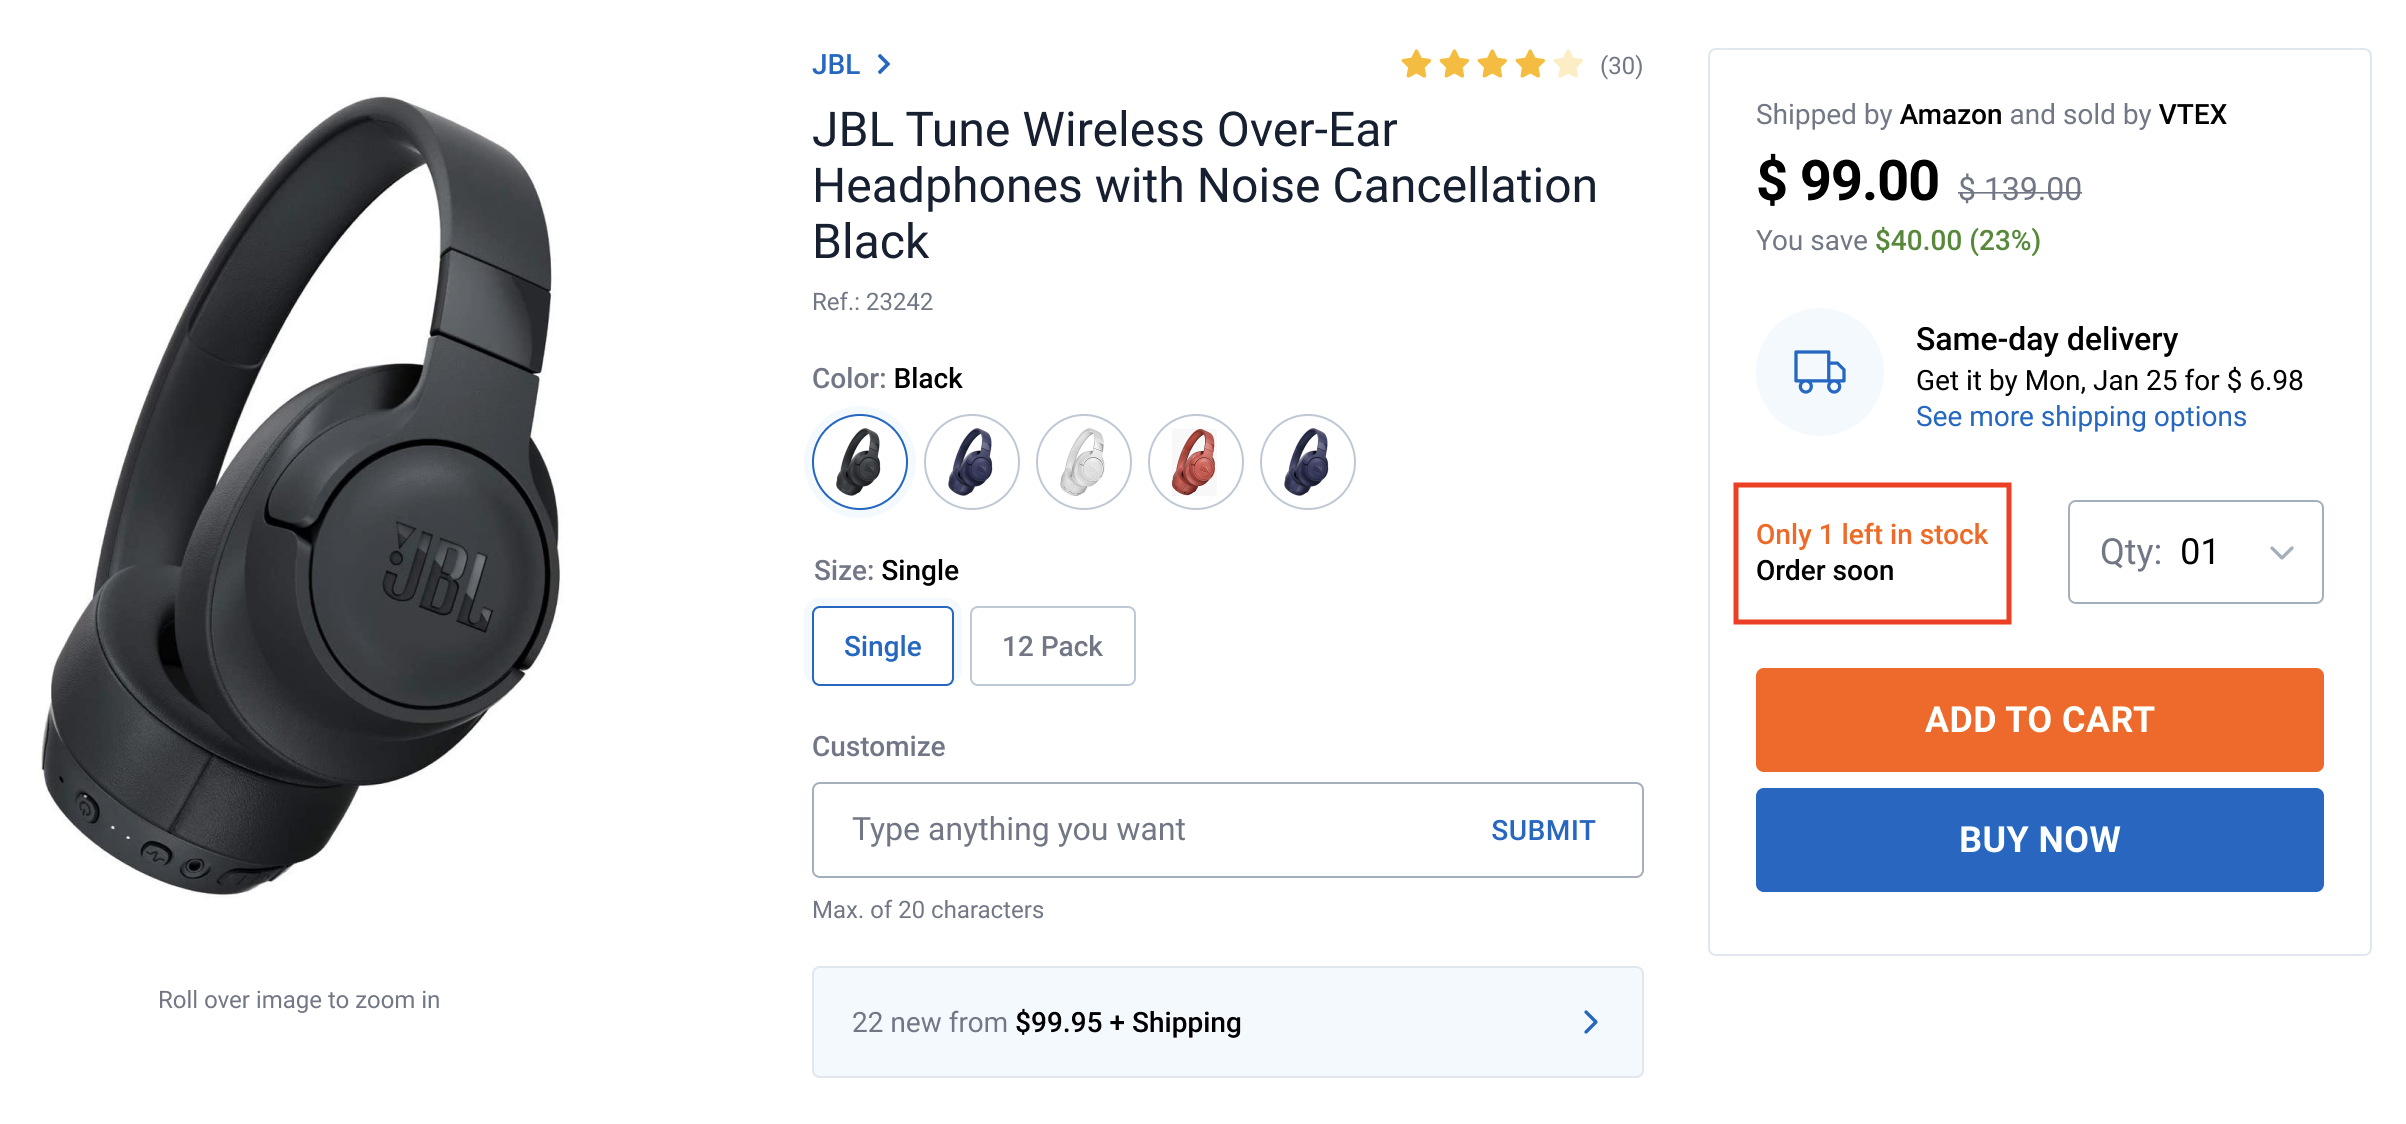 JBL
JBL
(30)
JBL Tune Wireless Over-Ear
Headphones with Noise Cancellation
Black
Ref.: 23242
Color: Black
Size: Single
Single
12 Pack
Customize
Type anything you want
SUBMIT
Max. of 20 characters
22 new from $99.95 + Shipping
Roll over image to zoom in
Shipped by Amazon and sold by VTEX
$ 99.00 $ 139.00
You save $40.00 (23%)
Same-day delivery
Get it by Mon, Jan 25 for $ 6.98
See more shipping options
Only 1 left in stock
Order soon
Qty: 01
ADD TO CART
BUY NOW